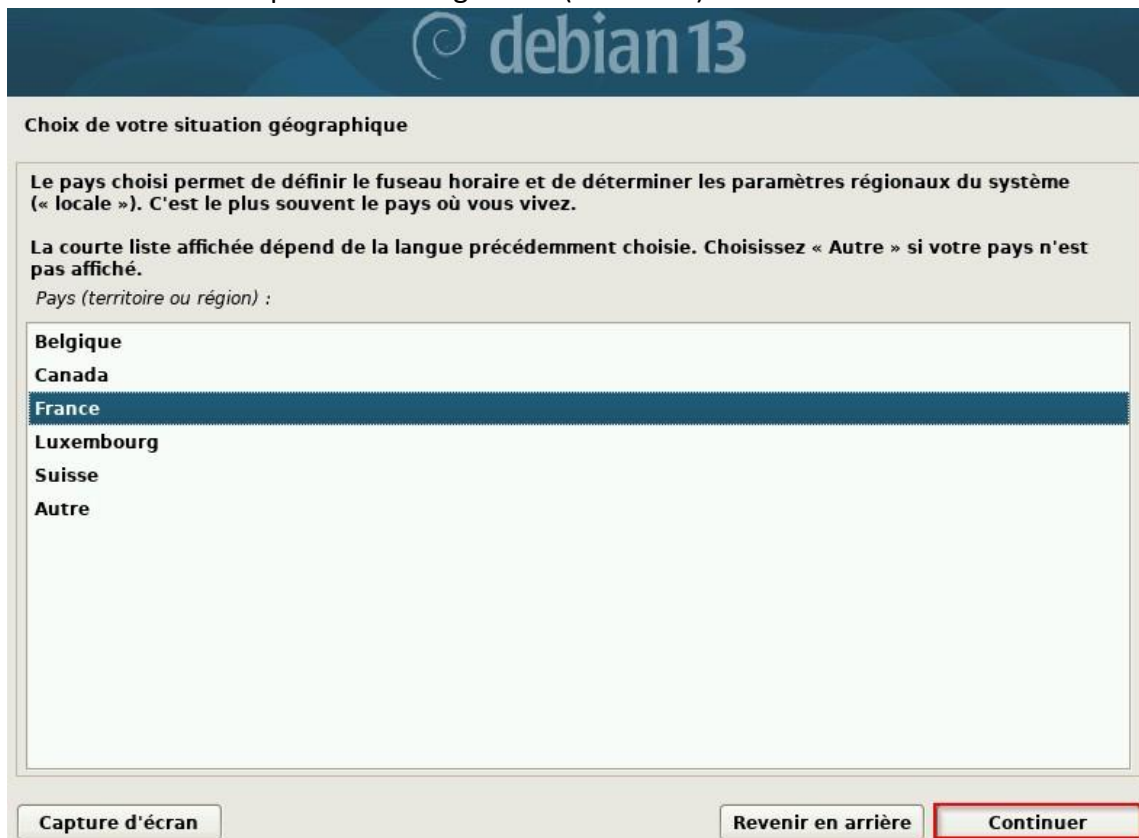 debian 13
Choix de votre situation géographique
Le pays choisi permet de définir le fuseau horaire et de déterminer les paramètres régionaux du système
(« locale »). C'est le plus souvent le pays où vous vivez.
La courte liste affichée dépend de la langue précédemment choisie. Choisissez « Autre » si votre pays n'est
pas affiché.
Pays (territoire ou région) :
Belgique
Canada
France
Luxembourg
Suisse
Autre
Capture d'écran
Revenir en arrière
Continuer